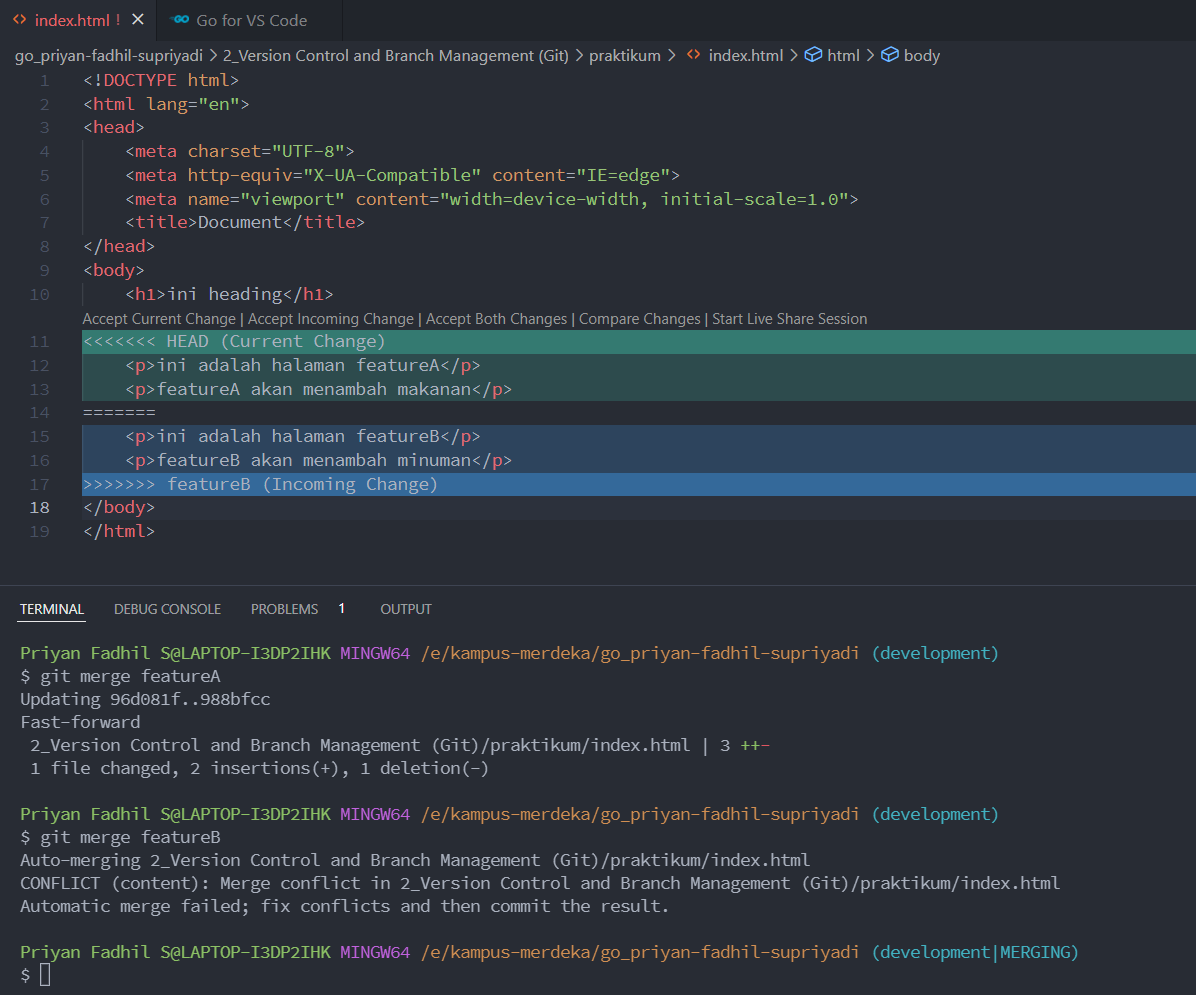 index.html !
Go for VS Code
go_priyan-fadhil-supriyadi > 2_Version Control and Branch Management (Git) > praktikum > index.html > html > body
1 <!DOCTYPE html>
2 <html lang="en">
3 <head>
4     <meta charset="UTF-8">
5     <meta http-equiv="X-UA-Compatible" content="IE=edge">
6     <meta name="viewport" content="width=device-width, initial-scale=1.0">
7     <title>Document</title>
8 </head>
9 <body>
10     <h1>ini heading</h1>
Accept Current Change | Accept Incoming Change | Accept Both Changes | Compare Changes | Start Live Share Session
11 <<<<<<< HEAD (Current Change)
12     <p>ini adalah halaman featureA</p>
13     <p>featureA akan menambah makanan</p>
14 =======
15     <p>ini adalah halaman featureB</p>
16     <p>featureB akan menambah minuman</p>
17 >>>>>>> featureB (Incoming Change)
18 </body>
19 </html>
TERMINAL DEBUG CONSOLE PROBLEMS 1 OUTPUT
Priyan Fadhil S@LAPTOP-I3DP2IHK MINGW64 /e/kampus-merdeka/go_priyan-fadhil-supriyadi (development)
$ git merge featureA
Updating 96d081f..988bfcc
Fast-forward
 2_Version Control and Branch Management (Git)/praktikum/index.html | 3 ++-
 1 file changed, 2 insertions(+), 1 deletion(-)
Priyan Fadhil S@LAPTOP-I3DP2IHK MINGW64 /e/kampus-merdeka/go_priyan-fadhil-supriyadi (development)
$ git merge featureB
Auto-merging 2_Version Control and Branch Management (Git)/praktikum/index.html
CONFLICT (content): Merge conflict in 2_Version Control and Branch Management (Git)/praktikum/index.html
Automatic merge failed; fix conflicts and then commit the result.
Priyan Fadhil S@LAPTOP-I3DP2IHK MINGW64 /e/kampus-merdeka/go_priyan-fadhil-supriyadi (development|MERGING)
$